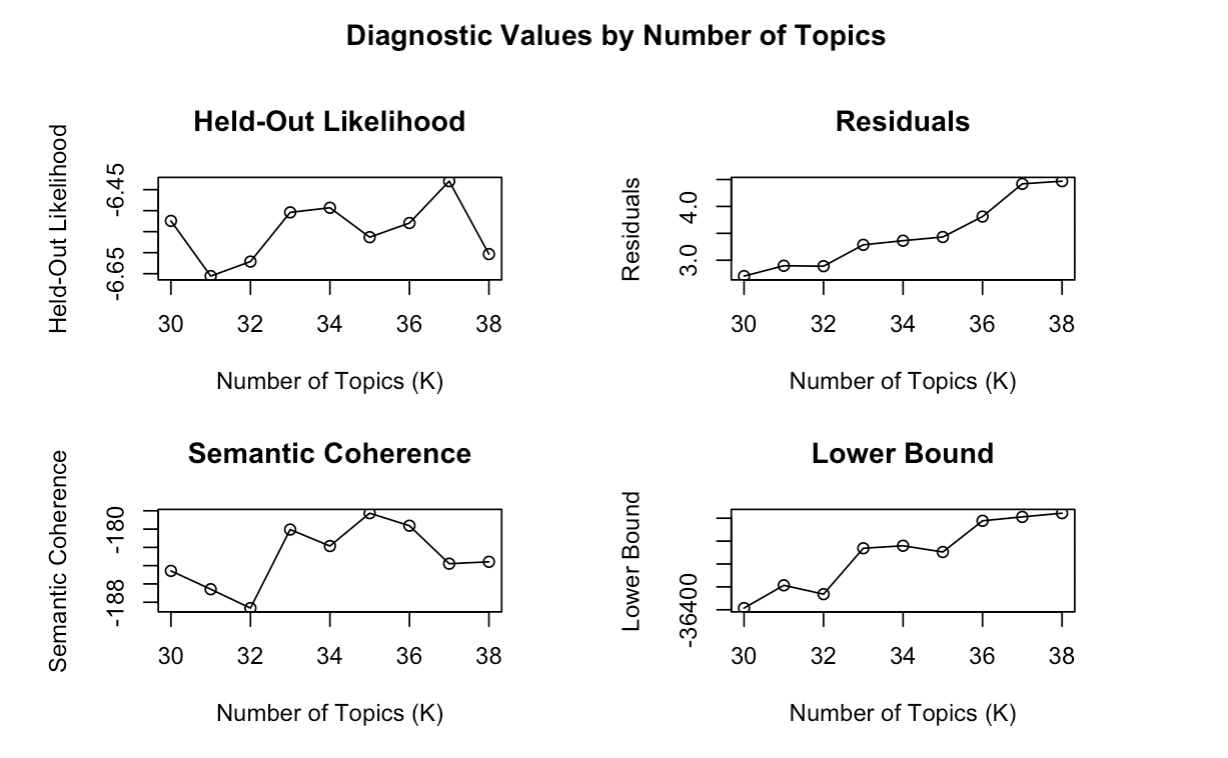 Diagnostic Values by Number of Topics
Held-Out Likelihood
Held-Out Likelihood
-6.45
-6.65
30 32 34 36 38
Number of Topics (K)
Residuals
Residuals
4.0
3.0
30 32 34 36 38
Number of Topics (K)
Semantic Coherence
Semantic Coherence
-180
-188
30 32 34 36 38
Number of Topics (K)
Lower Bound
Lower Bound
-36400
30 32 34 36 38
Number of Topics (K)